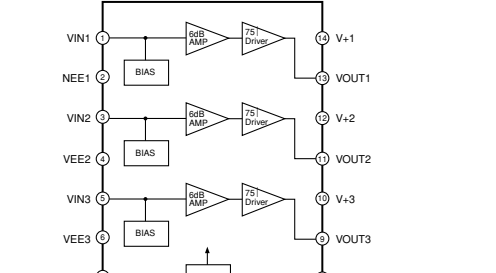 VIN1 1 6dB AMP 75| Driver 14 V+1
BIAS
NEE1 2 13 VOUT1
VIN2 3 6dB AMP 75| Driver 12 V+2
BIAS
VEE2 4 11 VOUT2
VIN3 5 6dB AMP 75| Driver 10 V+3
BIAS
VEE3 6 9 VOUT3